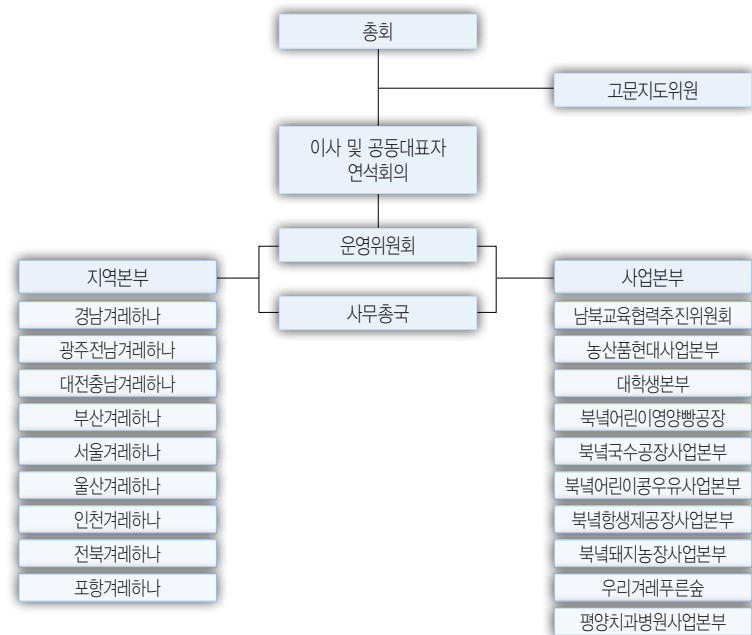 총회
고문지도위원
이사 및 공동대표자
연석회의
운영위원회
사무총국
지역본부
경남겨레하나
광주전남겨레하나
대전충남겨레하나
부산겨레하나
서울겨레하나
울산겨레하나
인천겨레하나
전북겨레하나
포항겨레하나
사업본부
남북교육협력추진위원회
농산품현대사업본부
대학생본부
북녘어린이영양빵공장
북녘국수공장사업본부
북녘어린이콩우유사업본부
북녘항생제공장사업본부
북녘돼지농장사업본부
우리겨레푸른숲
평양치과병원사업본부